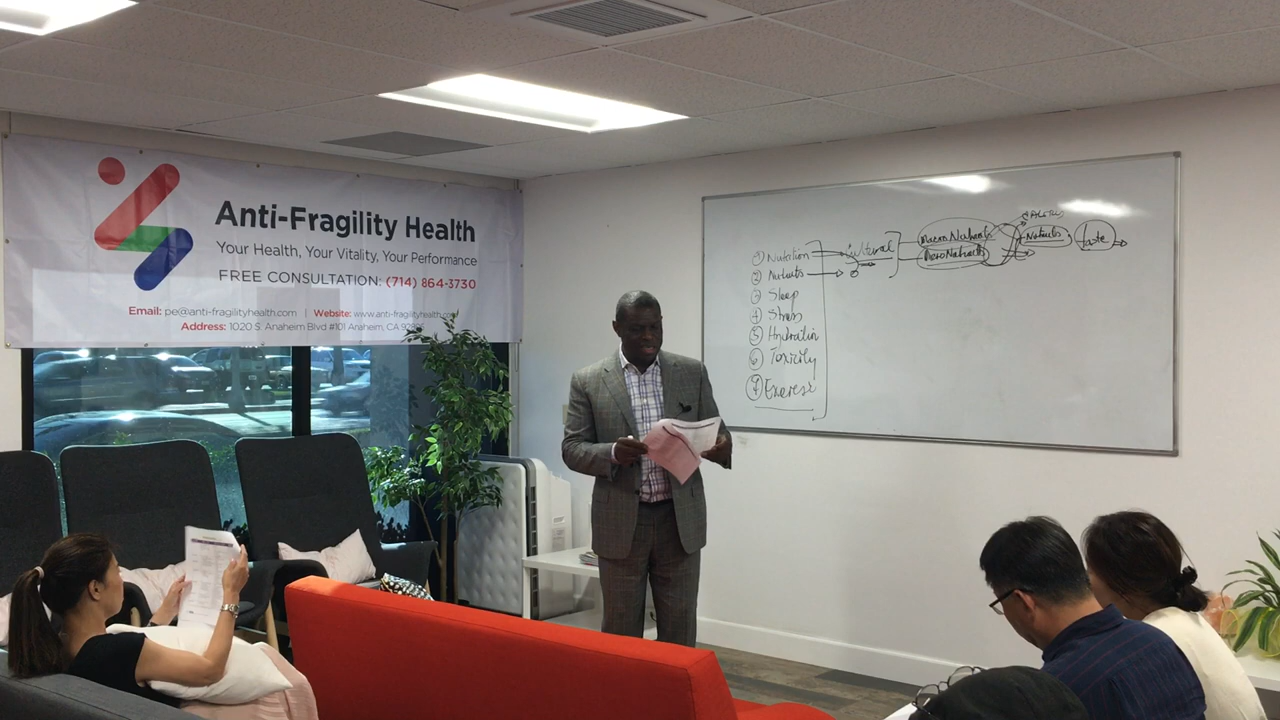 Anti-Fragility Health
Your Health, Your Vitality, Your Performance
FREE CONSULTATION: (714) 864-3730
Email: pe@anti-fragilityhealth.com | Website: www.anti-fragilityhealth.com
Address: 1020 S. Anaheim Blvd #101 Anaheim, CA
① Nutrition
② Nutrients
③ Sleep
④ Stress
⑤ Hydration
⑥ Toxicity
⑦ Exercise
Cultural
Macro Nutrients
Micro Nutrients
taste